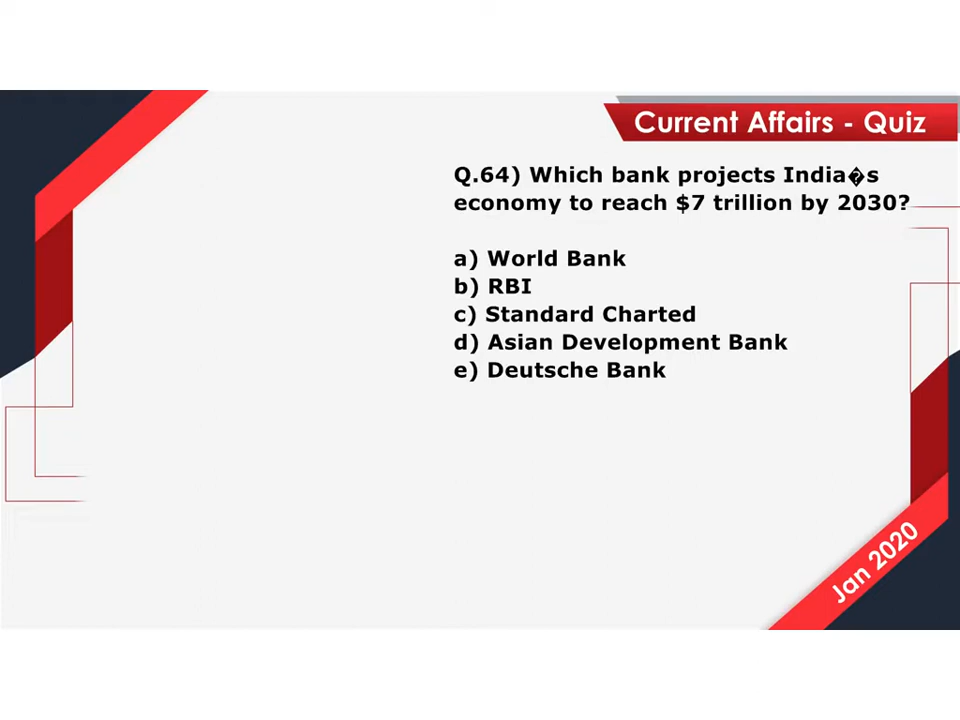 Current Affairs - Quiz
Q.64) Which bank projects India�s
economy to reach $7 trillion by 2030?
a) World Bank
b) RBI
c) Standard Charted
d) Asian Development Bank
e) Deutsche Bank
Jan 2020